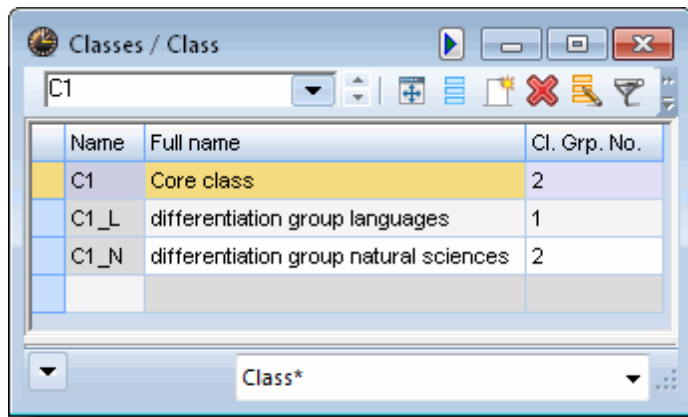 Classes / Class
C1
Name Full name Cl. Grp. No.
C1 Core class 2
C1_L differentiation group languages 1
C1_N differentiation group natural sciences 2
Class*